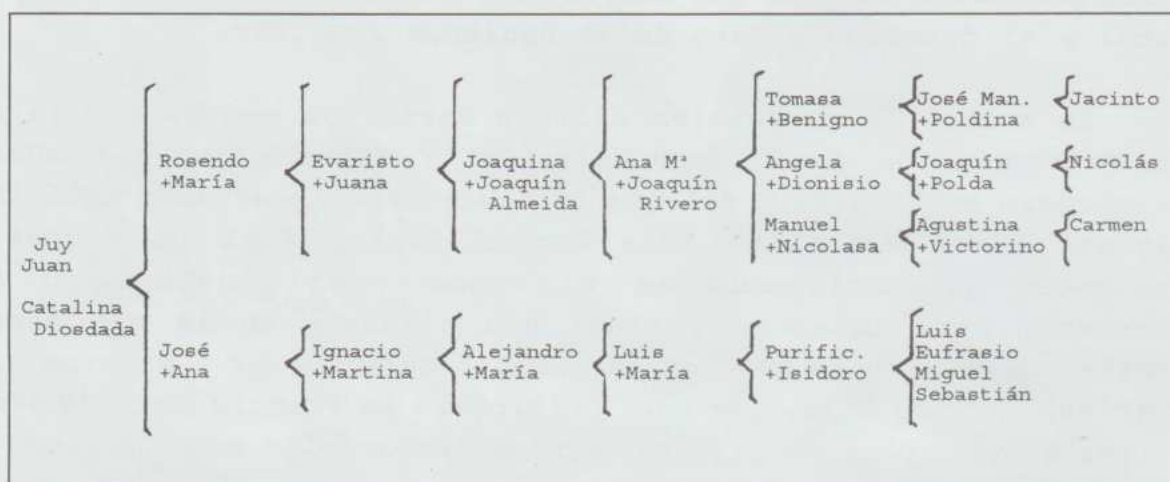 Juy
Juan
Catalina
Diosdada
Rosendo
+María
Evaristo
+Juana
Joaquina
+Joaquín
Almeida
Ana Mª
+Joaquín
Rivero
Tomasa
+Benigno
José Man.
+Poldina
Jacinto
Angela
+Dionisio
Joaquín
+Polda
Nicolás
Manuel
+Nicolasa
Agustina
+Victorino
Carmen
José
+Ana
Ignacio
+Martina
Alejandro
+María
Luis
+María
Purific.
+Isidoro
Luis
Eufrasio
Miguel
Sebastián